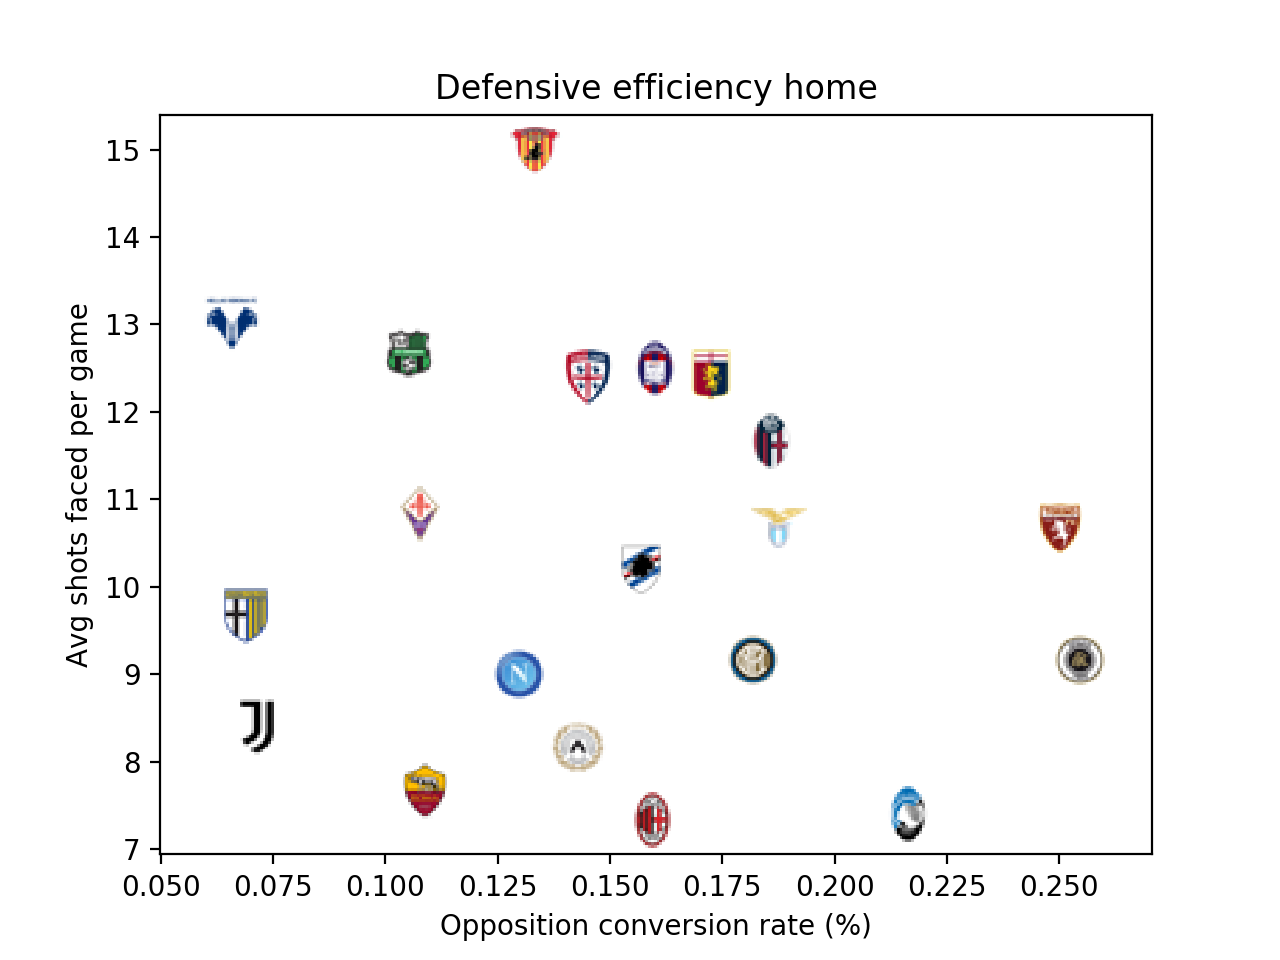 Defensive efficiency home
15
14
13
12
11
10
9
8
7
Avg shots faced per game
0.050 0.075 0.100 0.125 0.150 0.175 0.200 0.225 0.250
Opposition conversion rate (%)
TORINO
N